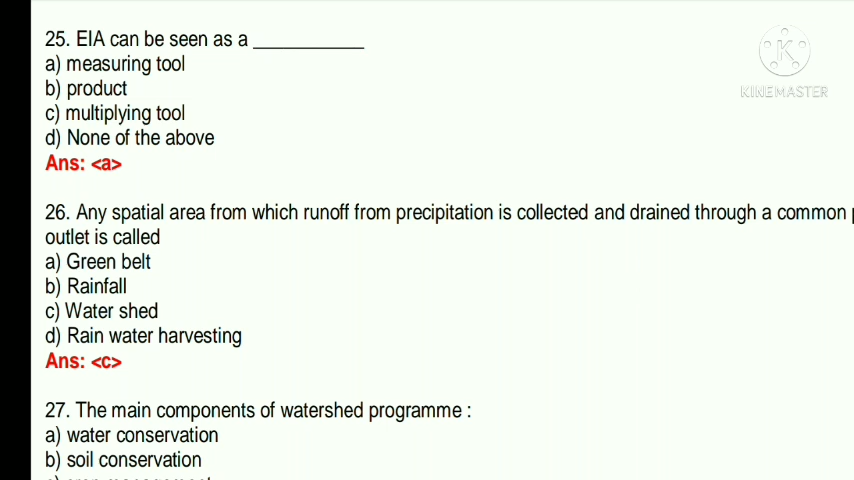 25. EIA can be seen as a ___________
a) measuring tool
b) product
c) multiplying tool
d) None of the above
Ans: <a>
KINEMASTER
26. Any spatial area from which runoff from precipitation is collected and drained through a common
outlet is called
a) Green belt
b) Rainfall
c) Water shed
d) Rain water harvesting
Ans: <c>
27. The main components of watershed programme :
a) water conservation
b) soil conservation